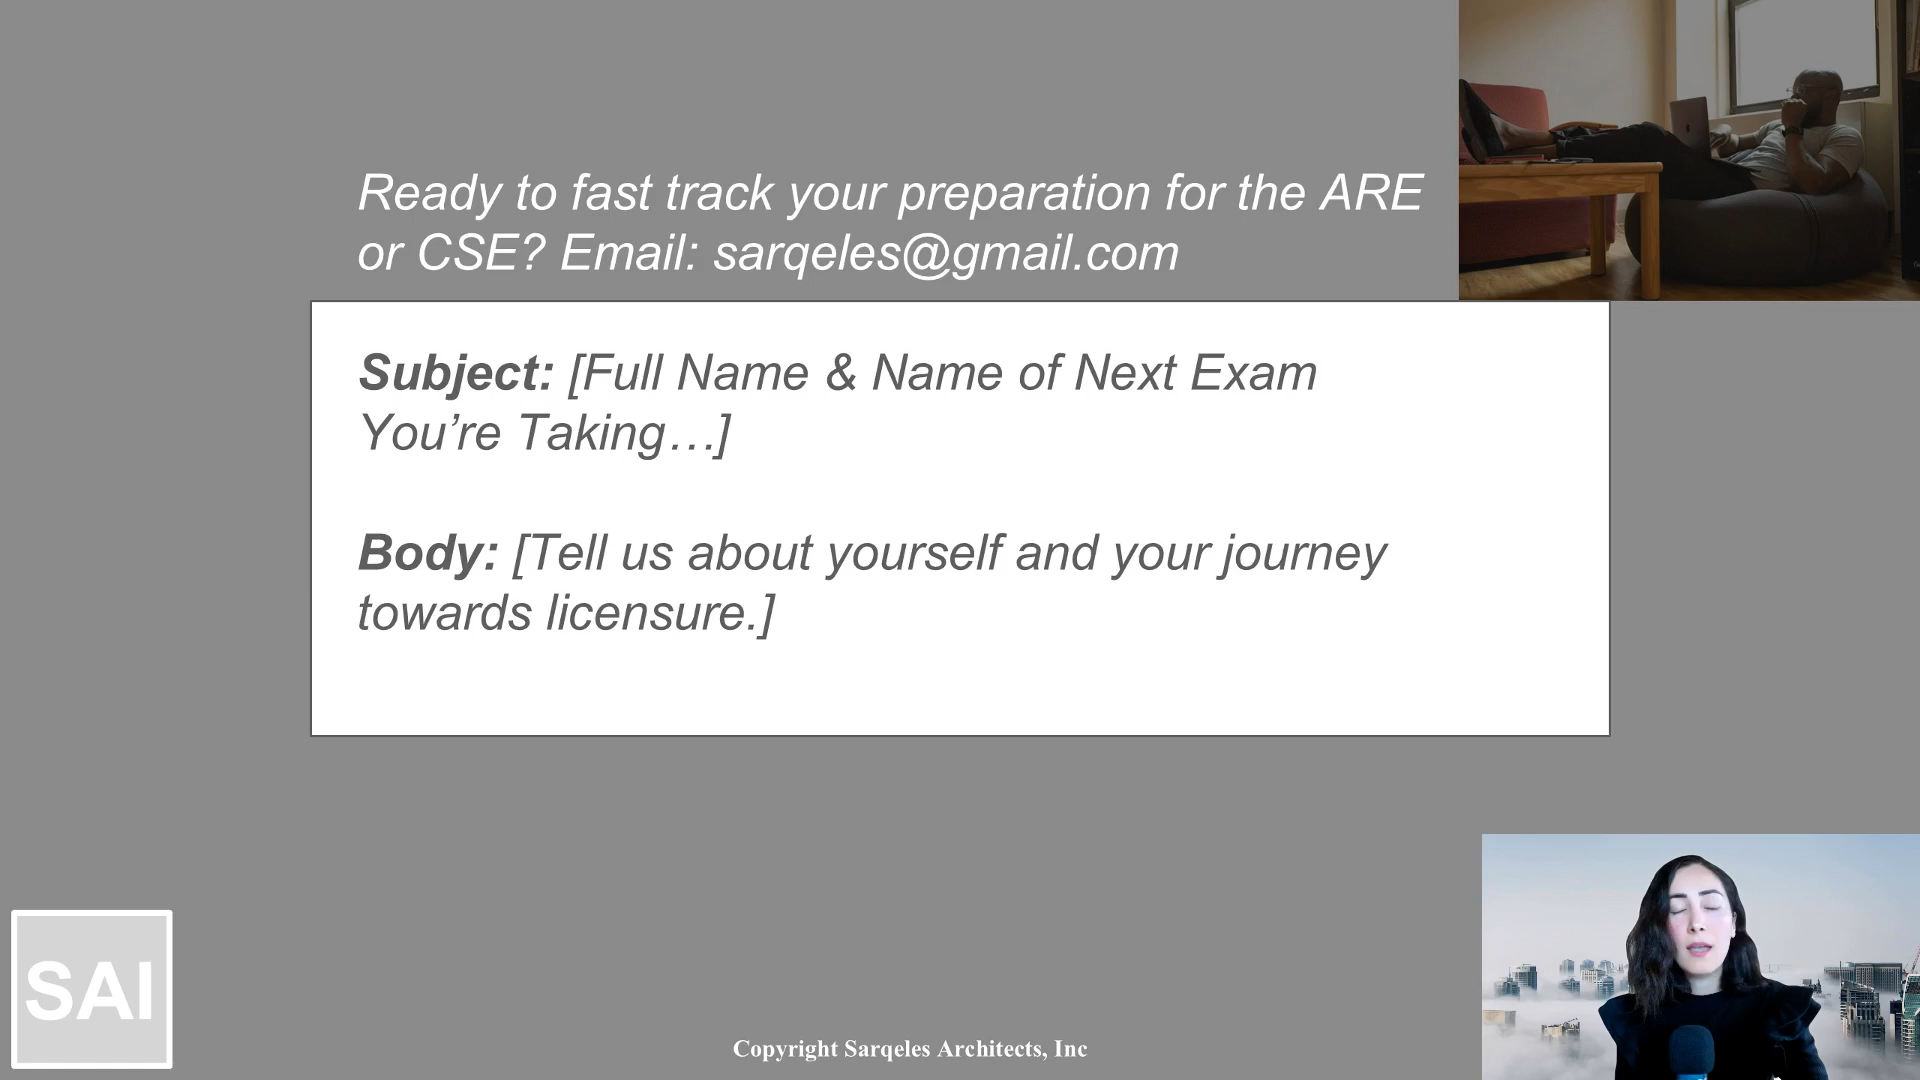 Ready to fast track your preparation for the ARE
or CSE? Email: sarqeles@gmail.com
Subject: [Full Name & Name of Next Exam
You’re Taking…]
Body: [Tell us about yourself and your journey
towards licensure.]
SAI
Copyright Sarqeles Architects, Inc